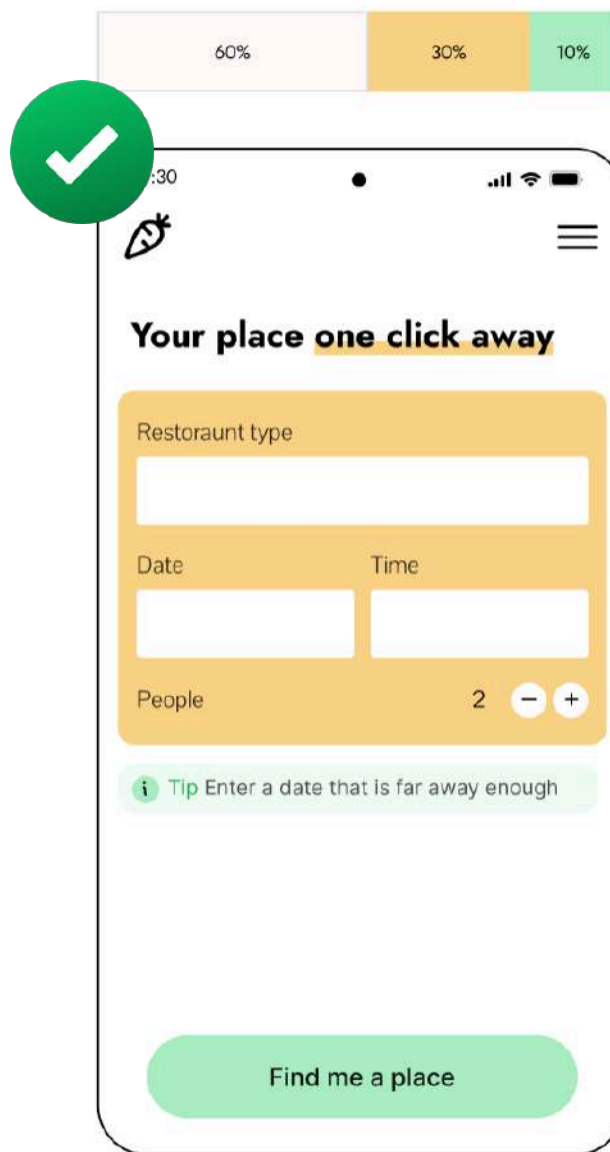 60% 30% 10%
:30
Your place one click away
Restoraunt type
Date Time
People 2 − +
i Tip Enter a date that is far away enough
Find me a place